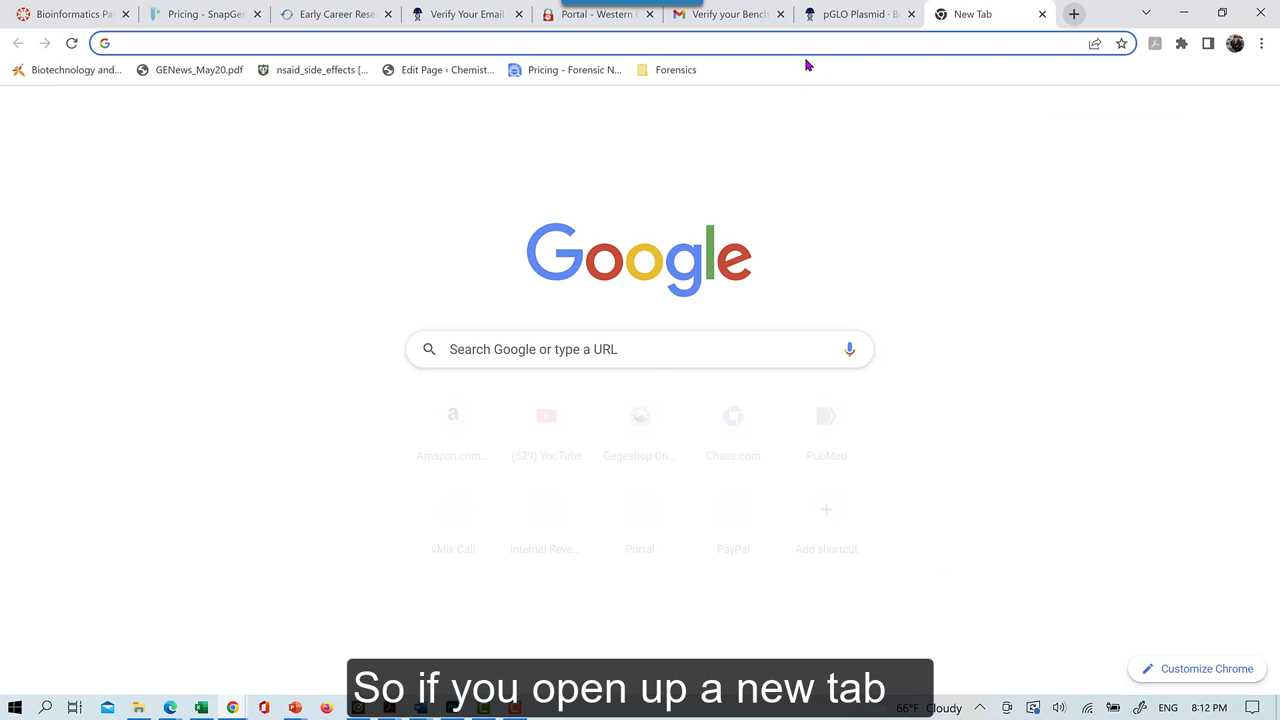 Bioinformatics Pa
Pricing - SnapGen
Early Career Rese
Verify Your Email
Portal - Western G
Verify your Bench
pGLO Plasmid - B
New Tab
Biotechnology and...
GENews_May20.pdf
nsaid_side_effects [...
Edit Page ‹ Chemist...
Pricing - Forensic N...
Forensics
Google
Search Google or type a URL
Amazon.com...
(629) YouTube
Gegeshop On...
Chase.com
PubMed
vMix Call
Internal Reve...
Portal
PayPal
Add shortcut
Customize Chrome
So if you open up a new tab
66°F Cloudy
ENG
8:12 PM